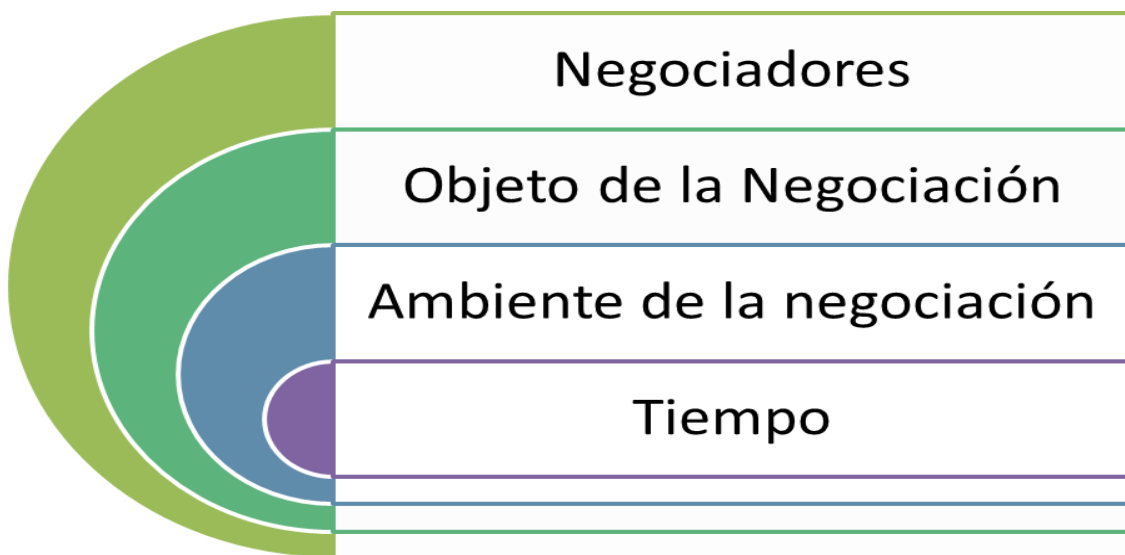 Negociadores
Objeto de la Negociación
Ambiente de la negociación
Tiempo